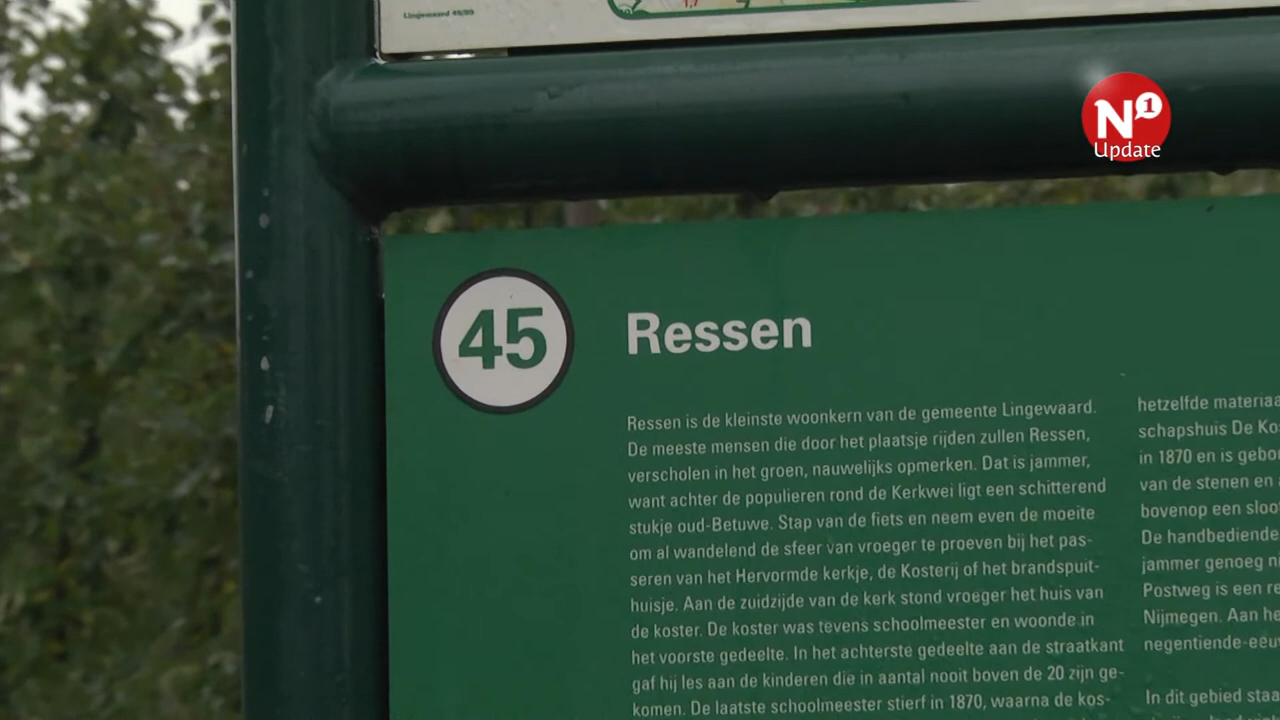 Lingewaard 45/89
1,7
N1
Update
45
Ressen
Ressen is de kleinste woonkern van de gemeente Lingewaard.
De meeste mensen die door het plaatsje rijden zullen Ressen,
verscholen in het groen, nauwelijks opmerken. Dat is jammer,
want achter de populieren rond de Kerkwei ligt een schitterend
stukje oud-Betuwe. Stap van de fiets en neem even de moeite
om al wandelend de sfeer van vroeger te proeven bij het pas-
seren van het Hervormde kerkje, de Kosterij of het brandspuit-
huisje. Aan de zuidzijde van de kerk stond vroeger het huis van
de koster. De koster was tevens schoolmeester en woonde in
het voorste gedeelte. In het achterste gedeelte aan de straatkant
gaf hij les aan de kinderen die in aantal nooit boven de 20 zijn ge-
komen. De laatste schoolmeester stierf in 1870, waarna de kos-
hetzelfde materiaa
schapshuis De Ko
in 1870 en is gebo
van de stenen en
bovenop een sloo
De handbediende
jammer genoeg ni
Postweg is een re
Nijmegen. Aan he
negentiende-eeuw
In dit gebied staa